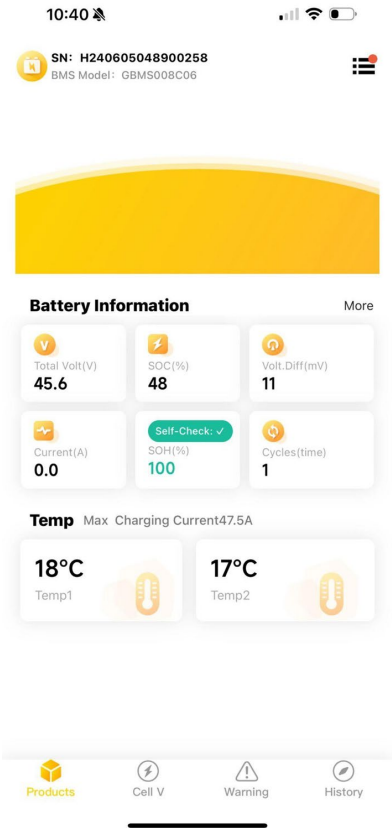 10:40
SN: H240605048900258
BMS Model: GBMS008C06
Battery Information
More
Total Volt(V)
45.6
SOC(%)
48
Volt.Diff(mV)
11
Current(A)
0.0
Self-Check: ✓
SOH(%)
100
Cycles(time)
1
Temp Max Charging Current47.5A
18°C
Temp1
17°C
Temp2
Products
Cell V
Warning
History